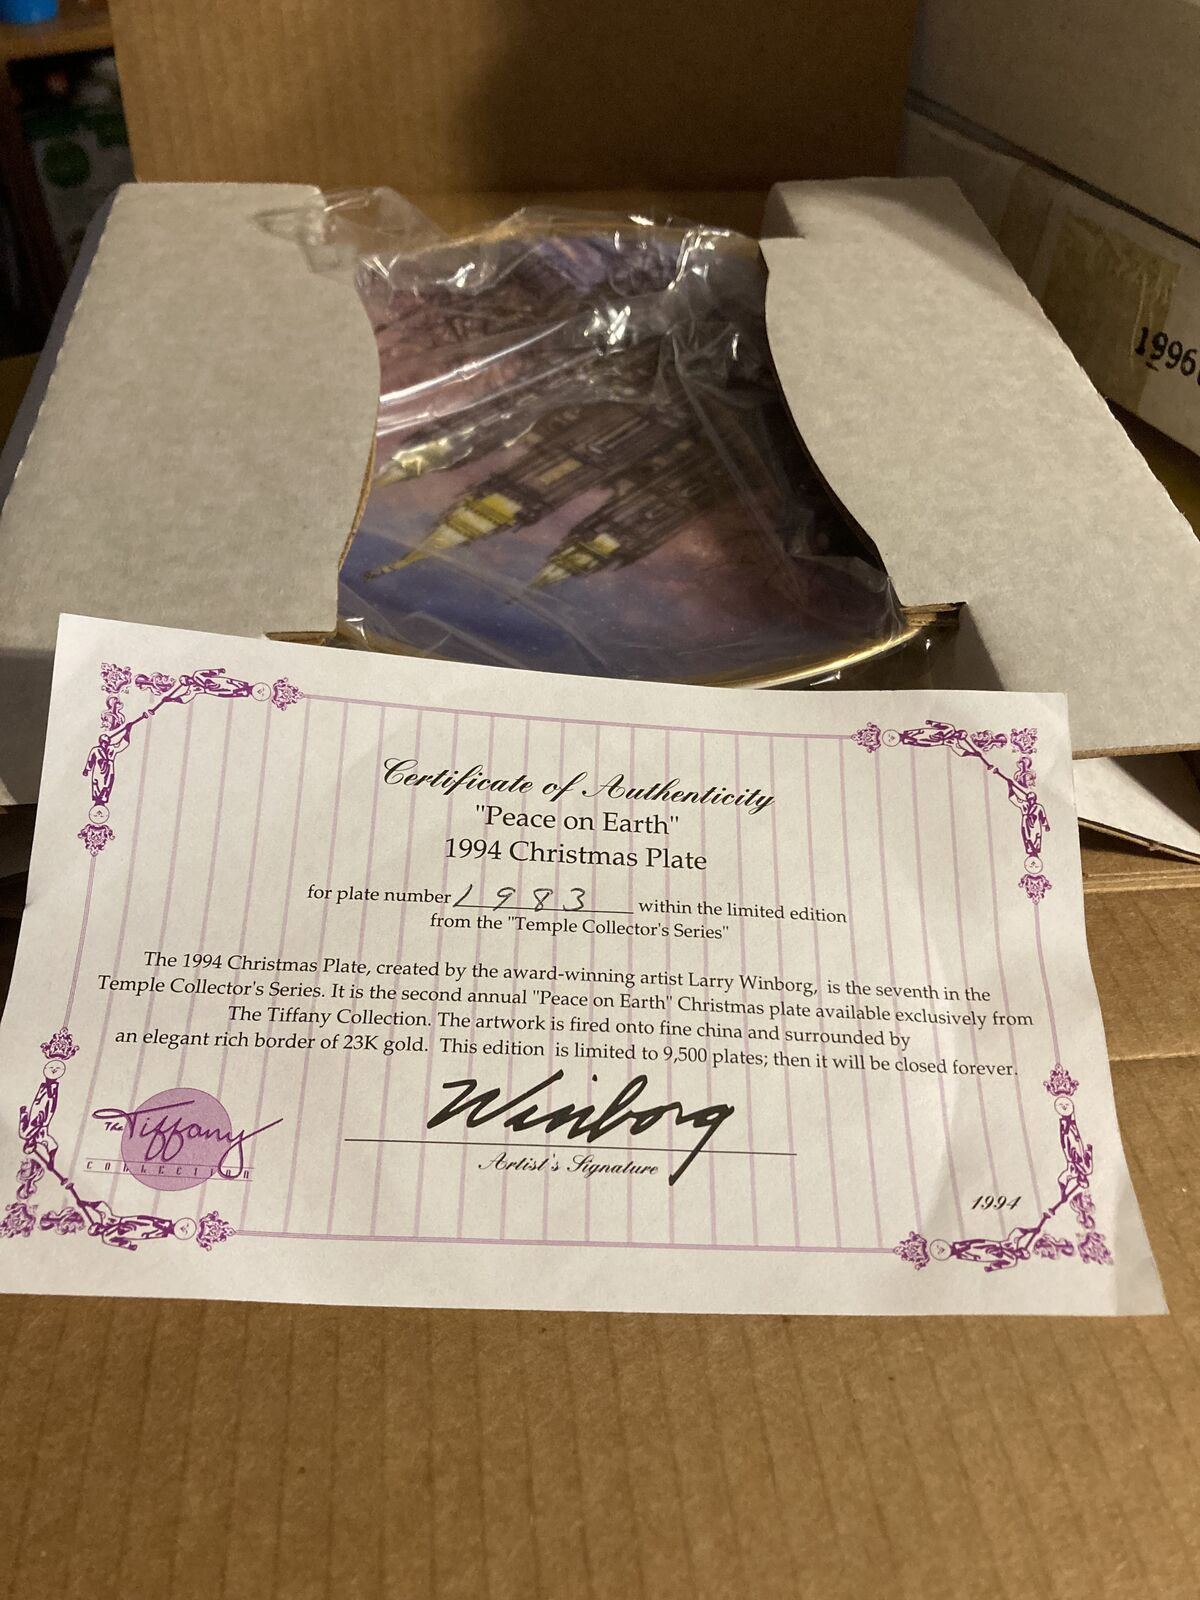 1996
Certificate of Authenticity
"Peace on Earth"
1994 Christmas Plate
for plate number 1983 within the limited edition
from the "Temple Collector's Series"
The 1994 Christmas Plate, created by the award-winning artist Larry Winborg, is the seventh in the
Temple Collector's Series. It is the second annual "Peace on Earth" Christmas plate available exclusively from
The Tiffany Collection. The artwork is fired onto fine china and surrounded by
an elegant rich border of 23K gold. This edition is limited to 9,500 plates; then it will be closed forever.
Winborg
Artist's Signature
The Tiffany
COLLECTION
1994